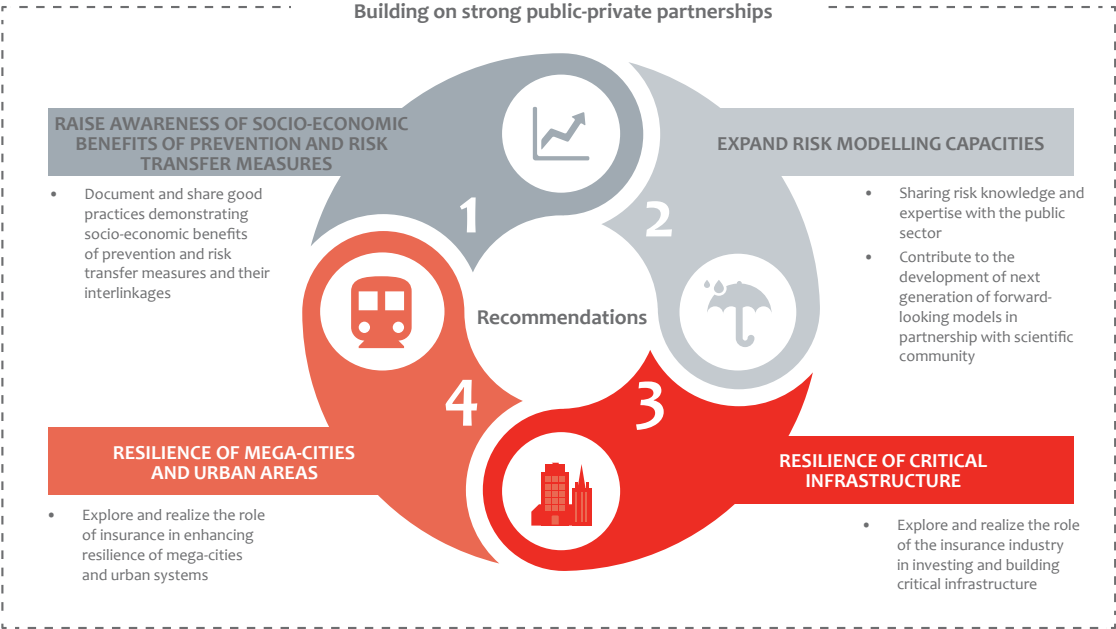 Building on strong public-private partnerships
RAISE AWARENESS OF SOCIO-ECONOMIC
BENEFITS OF PREVENTION AND RISK
TRANSFER MEASURES
• Document and share good
practices demonstrating
socio-economic benefits
of prevention and risk
transfer measures and their
interlinkages
1
EXPAND RISK MODELLING CAPACITIES
• Sharing risk knowledge and
expertise with the public
sector
• Contribute to the
development of next
generation of forward-
looking models in
partnership with scientific
community
2
Recommendations
3
RESILIENCE OF CRITICAL
INFRASTRUCTURE
• Explore and realize the role
of the insurance industry
in investing and building
critical infrastructure
4
RESILIENCE OF MEGA-CITIES
AND URBAN AREAS
• Explore and realize the role
of insurance in enhancing
resilience of mega-cities
and urban systems